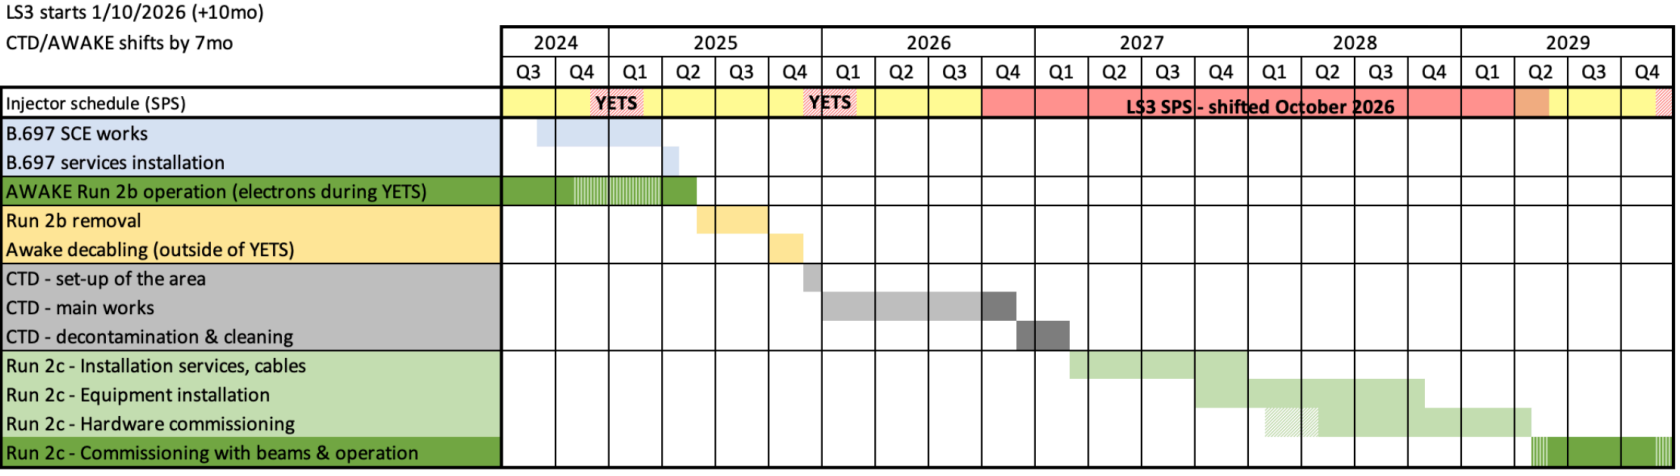 LS3 starts 1/10/2026 (+10mo)
CTD/AWAKE shifts by 7mo
2024 2025 2026 2027 2028 2029
Q3 Q4 Q1 Q2 Q3 Q4 Q1 Q2 Q3 Q4 Q1 Q2 Q3 Q4 Q1 Q2 Q3 Q4 Q1 Q2 Q3 Q4
Injector schedule (SPS) YETS YETS LS3 SPS - shifted October 2026
B.697 SCE works
B.697 services installation
AWAKE Run 2b operation (electrons during YETS)
Run 2b removal
Awake decabling (outside of YETS)
CTD - set-up of the area
CTD - main works
CTD - decontamination & cleaning
Run 2c - Installation services, cables
Run 2c - Equipment installation
Run 2c - Hardware commissioning
Run 2c - Commissioning with beams & operation